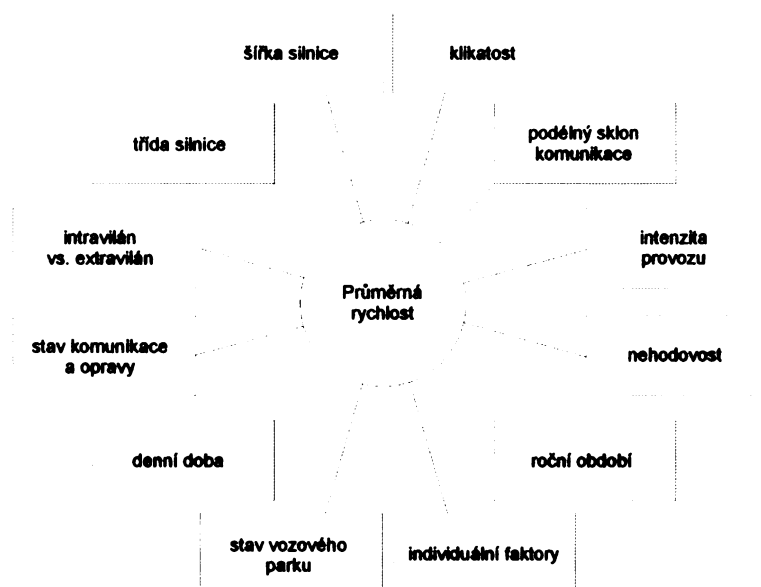 šířka silnice
klikatost
třída silnice
podélný sklon
komunikace
intravilán
vs. extravilán
intenzita
provozu
Průměrná
rychlost
stav komunikace
a opravy
nehodovost
denní doba
roční období
stav vozového
parku
individuální faktory